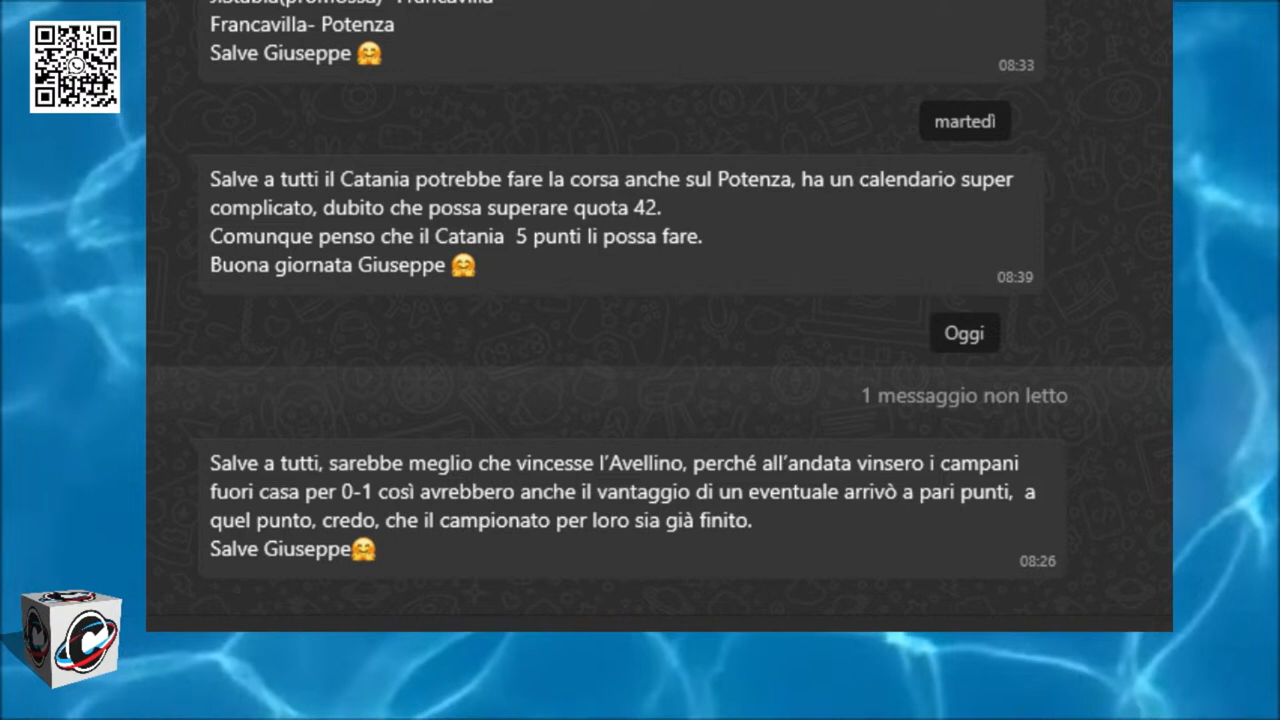 Francavilla- Potenza
Salve Giuseppe 🤗
08:33
martedì
Salve a tutti il Catania potrebbe fare la corsa anche sul Potenza, ha un calendario super
complicato, dubito che possa superare quota 42.
Comunque penso che il Catania 5 punti li possa fare.
Buona giornata Giuseppe 🤗
08:39
Oggi
1 messaggio non letto
Salve a tutti, sarebbe meglio che vincesse l'Avellino, perché all'andata vinsero i campani
fuori casa per 0-1 così avrebbero anche il vantaggio di un eventuale arrivò a pari punti, a
quel punto, credo, che il campionato per loro sia già finito.
Salve Giuseppe🤗
08:26